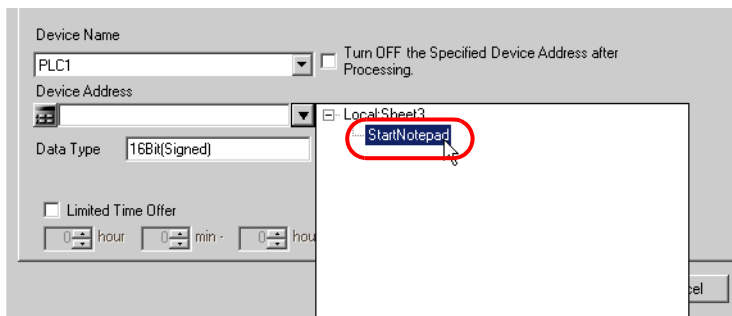 Device Name
PLC1
Turn OFF the Specified Device Address after
Processing.
Device Address
Local:Sheet3
StartNotepad
Data Type 16Bit(Signed)
Limited Time Offer
0 hour 0 min - 0 hou
cel